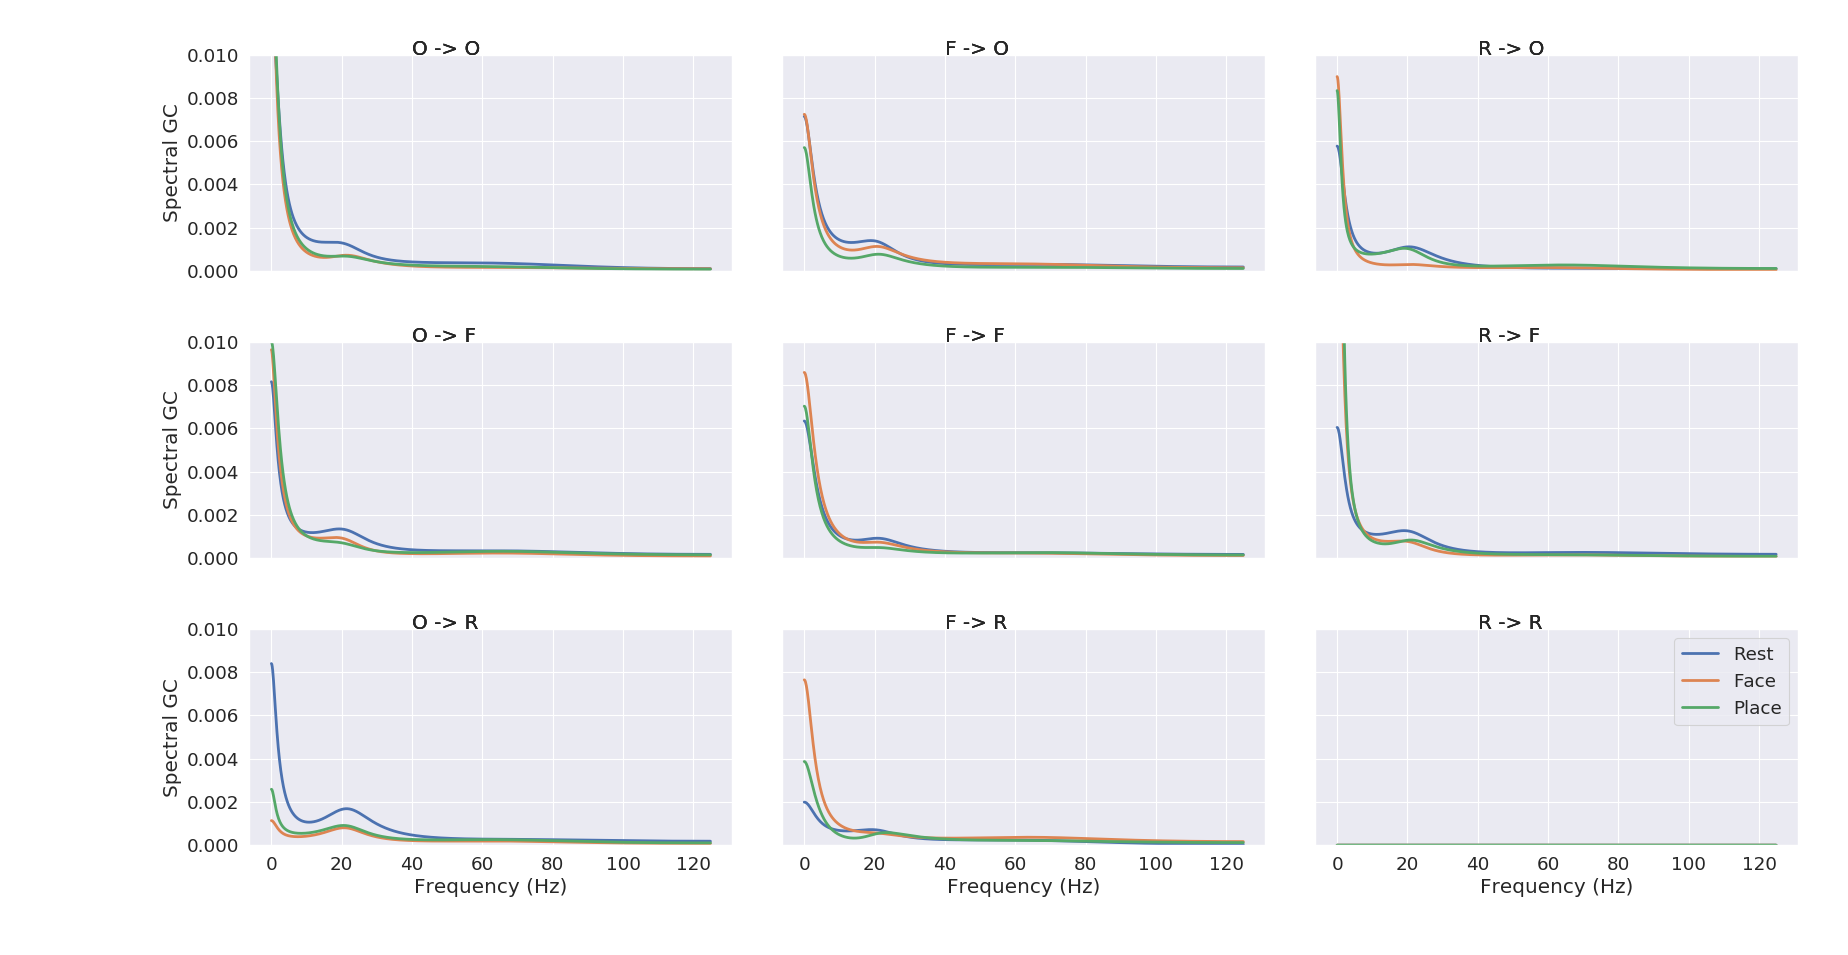 O -> O
F -> O
R -> O
0.010
0.008
0.006
0.004
0.002
0.000
Spectral GC
O -> F
F -> F
R -> F
0.010
0.008
0.006
0.004
0.002
0.000
Spectral GC
O -> R
F -> R
R -> R
0.010
0.008
0.006
0.004
0.002
0.000
Spectral GC
Rest
Face
Place
0 20 40 60 80 100 120
0 20 40 60 80 100 120
0 20 40 60 80 100 120
Frequency (Hz)
Frequency (Hz)
Frequency (Hz)